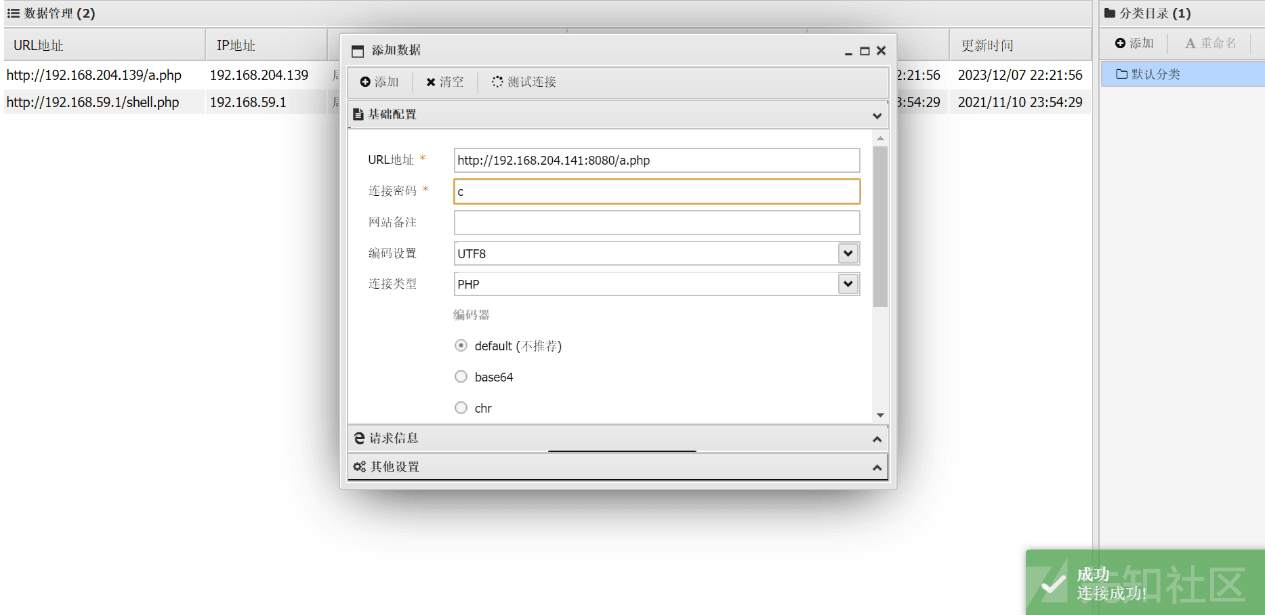 数据管理 (2)
分类目录 (1)
URL地址 IP地址 更新时间
添加 重命名
添加数据
http://192.168.204.139/a.php 192.168.204.139 2:21:56 2023/12/07 22:21:56
默认分类
添加 清空 测试连接
http://192.168.59.1/shell.php 192.168.59.1 3:54:29 2021/11/10 23:54:29
基础配置
URL地址 * http://192.168.204.141:8080/a.php
连接密码 * c
网站备注
编码设置 UTF8
连接类型 PHP
编码器
default (不推荐)
base64
chr
请求信息
其他设置
成功
连接成功!
先知社区